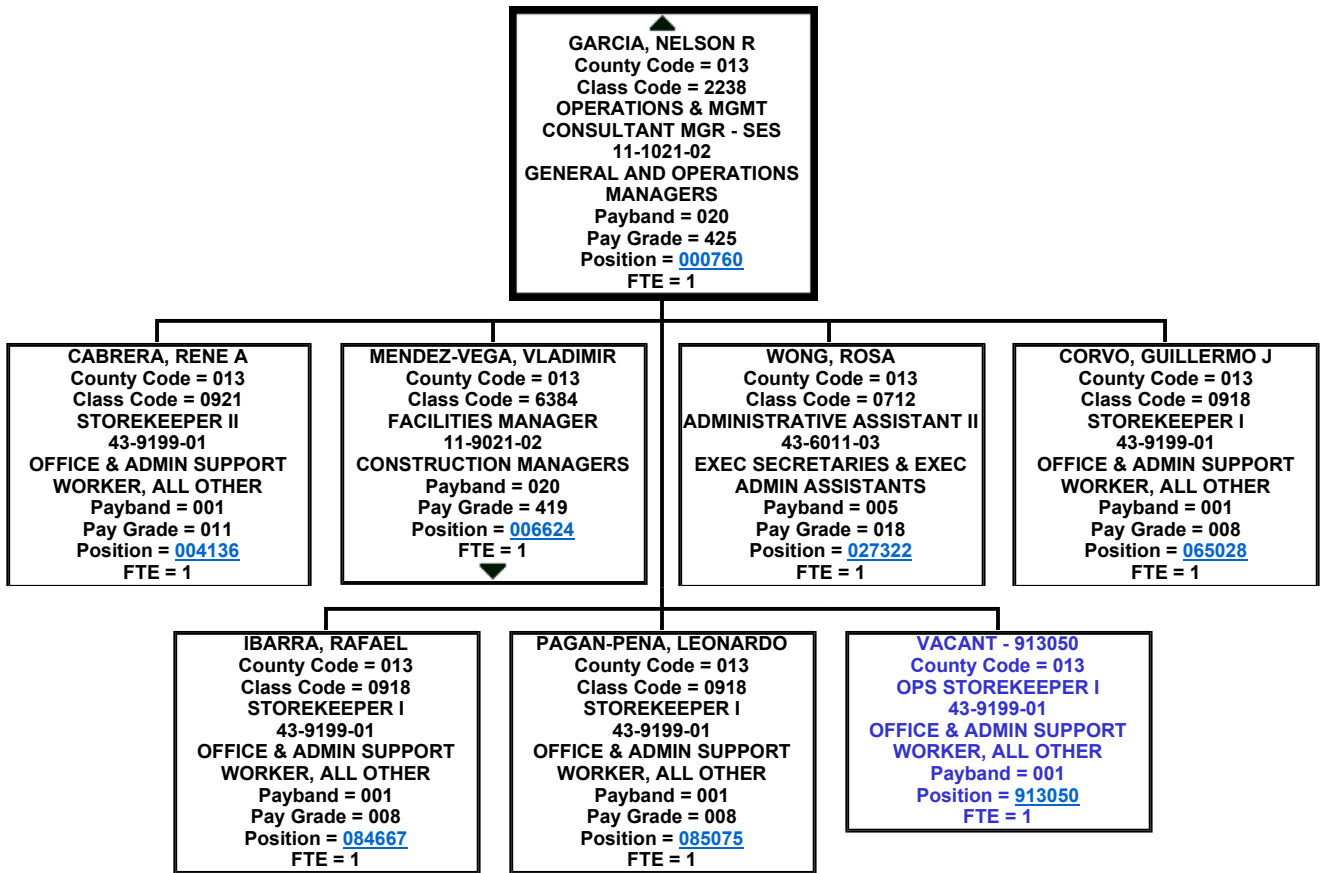 GARCIA, NELSON R
County Code = 013
Class Code = 2238
OPERATIONS & MGMT
CONSULTANT MGR - SES
11-1021-02
GENERAL AND OPERATIONS
MANAGERS
Payband = 020
Pay Grade = 425
Position = 000760
FTE = 1
CABRERA, RENE A
County Code = 013
Class Code = 0921
STOREKEEPER II
43-9199-01
OFFICE & ADMIN SUPPORT
WORKER, ALL OTHER
Payband = 001
Pay Grade = 011
Position = 004136
FTE = 1
MENDEZ-VEGA, VLADIMIR
County Code = 013
Class Code = 6384
FACILITIES MANAGER
11-9021-02
CONSTRUCTION MANAGERS
Payband = 020
Pay Grade = 419
Position = 006624
FTE = 1
WONG, ROSA
County Code = 013
Class Code = 0712
ADMINISTRATIVE ASSISTANT II
43-6011-03
EXEC SECRETARIES & EXEC
ADMIN ASSISTANTS
Payband = 005
Pay Grade = 018
Position = 027322
FTE = 1
CORVO, GUILLERMO J
County Code = 013
Class Code = 0918
STOREKEEPER I
43-9199-01
OFFICE & ADMIN SUPPORT
WORKER, ALL OTHER
Payband = 001
Pay Grade = 008
Position = 065028
FTE = 1
IBARRA, RAFAEL
County Code = 013
Class Code = 0918
STOREKEEPER I
43-9199-01
OFFICE & ADMIN SUPPORT
WORKER, ALL OTHER
Payband = 001
Pay Grade = 008
Position = 084667
FTE = 1
PAGAN-PENA, LEONARDO
County Code = 013
Class Code = 0918
STOREKEEPER I
43-9199-01
OFFICE & ADMIN SUPPORT
WORKER, ALL OTHER
Payband = 001
Pay Grade = 008
Position = 085075
FTE = 1
VACANT - 913050
County Code = 013
OPS STOREKEEPER I
43-9199-01
OFFICE & ADMIN SUPPORT
WORKER, ALL OTHER
Payband = 001
Position = 913050
FTE = 1